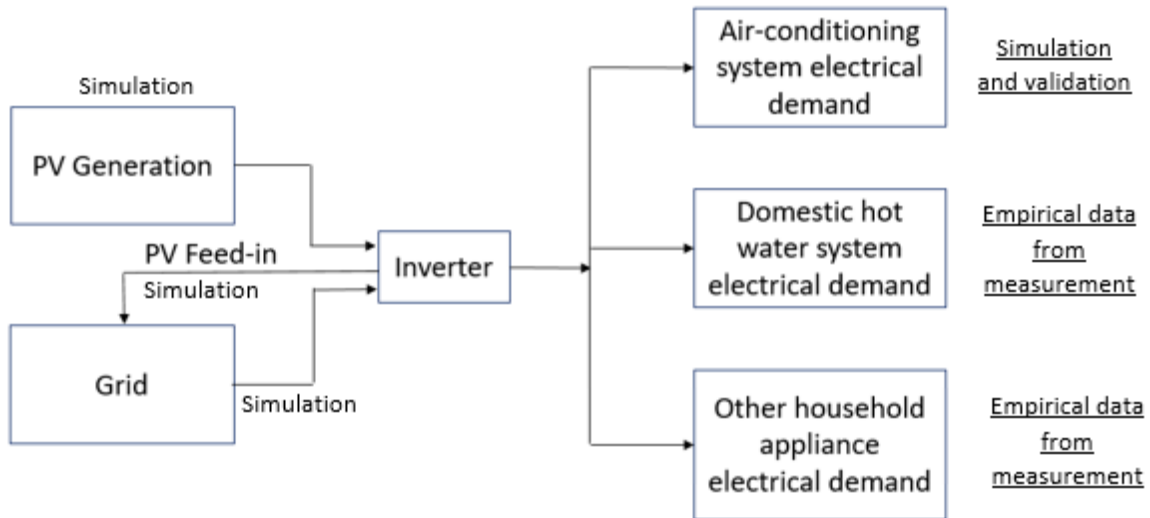 Simulation
PV Generation
PV Feed-in
Simulation
Grid
Simulation
Inverter
Air-conditioning
system electrical
demand
Simulation
and validation
Domestic hot
water system
electrical demand
Empirical data
from
measurement
Other household
appliance
electrical demand
Empirical data
from
measurement